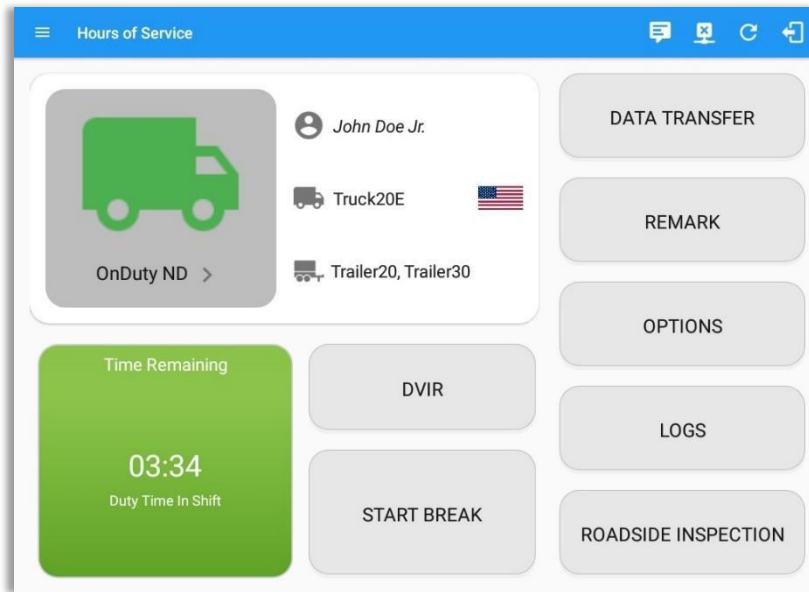 Hours of Service
John Doe Jr.
Truck20E
OnDuty ND
Trailer20, Trailer30
Time Remaining
03:34
Duty Time In Shift
DVIR
START BREAK
DATA TRANSFER
REMARK
OPTIONS
LOGS
ROADSIDE INSPECTION